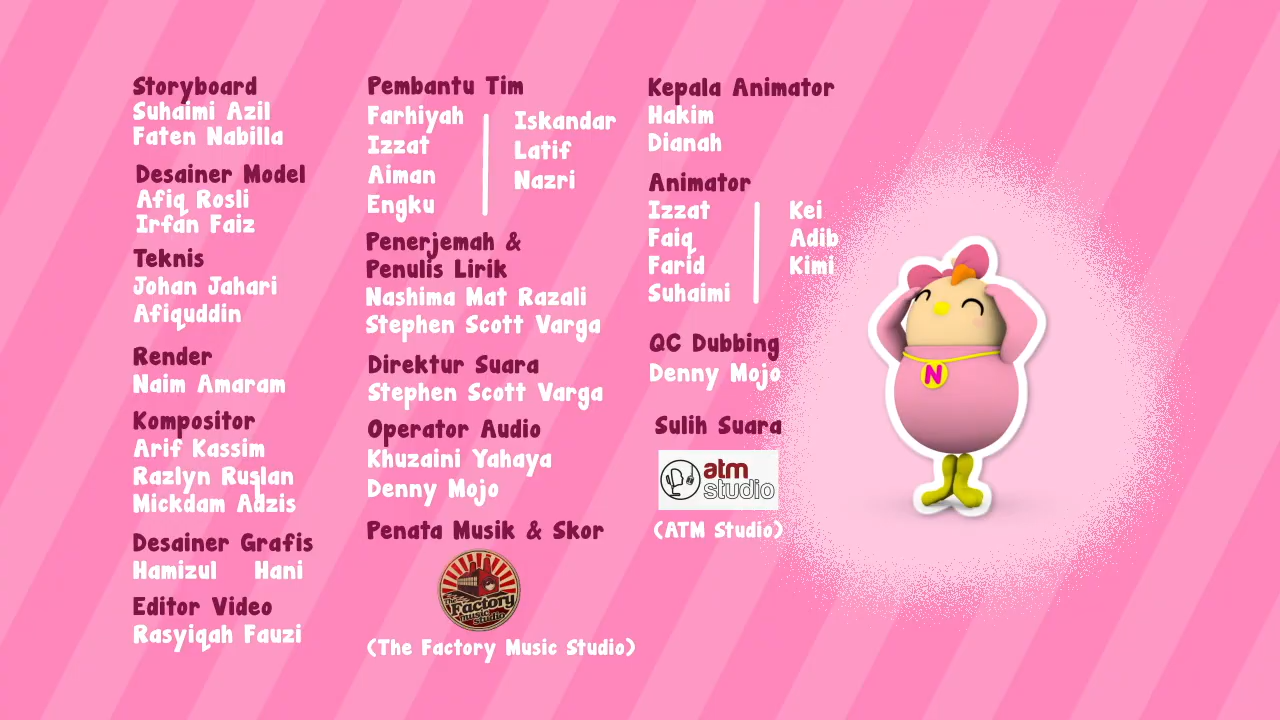 Storyboard
Suhaimi Azil
Faten Nabilla
Desainer Model
Afiq Rosli
Irfan Faiz
Teknis
Johan Jahari
Afiquddin
Render
Naim Amaram
Kompositor
Arif Kassim
Razlyn Ruslan
Mickdam Adzis
Desainer Grafis
Hamizul Hani
Editor Video
Rasyiqah Fauzi
Pembantu Tim
Farhiyah
Izzat
Aiman
Engku
Iskandar
Latif
Nazri
Penerjemah &
Penulis Lirik
Nashima Mat Razali
Stephen Scott Varga
Direktur Suara
Stephen Scott Varga
Operator Audio
Khuzaini Yahaya
Denny Mojo
Penata Musik & Skor
The
Factory
music
studio
(The Factory Music Studio)
Kepala Animator
Hakim
Dianah
Animator
Izzat
Faiq
Farid
Suhaimi
Kei
Adib
Kimi
QC Dubbing
Denny Mojo
Sulih Suara
atm
studio
(ATM Studio)
N